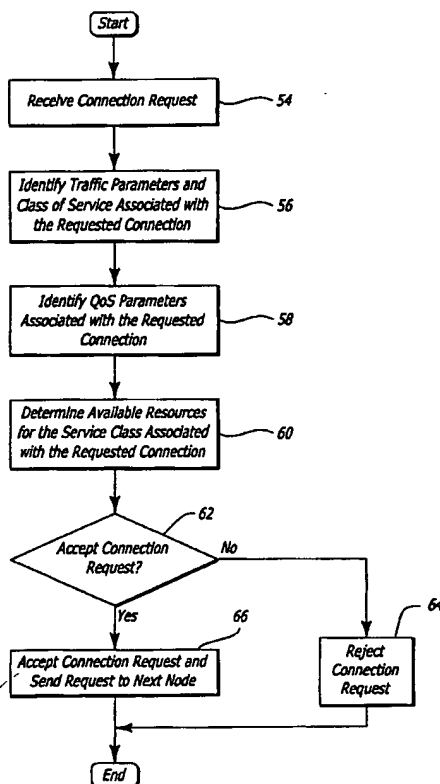 Start
Receive Connection Request
54
Identify Traffic Parameters and
Class of Service Associated with
the Requested Connection
56
Identify QoS Parameters
Associated with the Requested
Connection
58
Determine Available Resources
for the Service Class Associated
with the Requested Connection
60
62
Accept Connection
Request?
No
Yes
66
64
Accept Connection Request and
Send Request to Next Node
Reject
Connection
Request
End